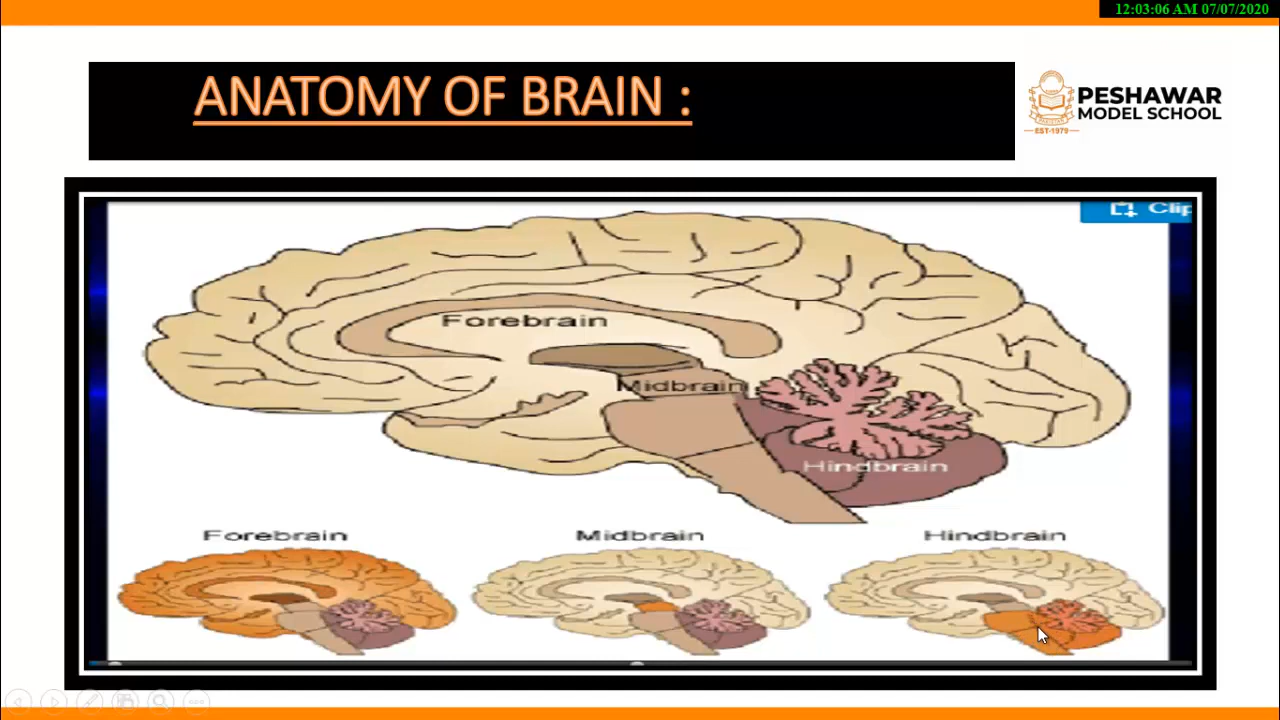 12:03:06 AM 07/07/2020
ANATOMY OF BRAIN :
PESHAWAR
MODEL SCHOOL
EST-1979
Clip
Forebrain
Midbrain
Hindbrain
Forebrain Midbrain Hindbrain